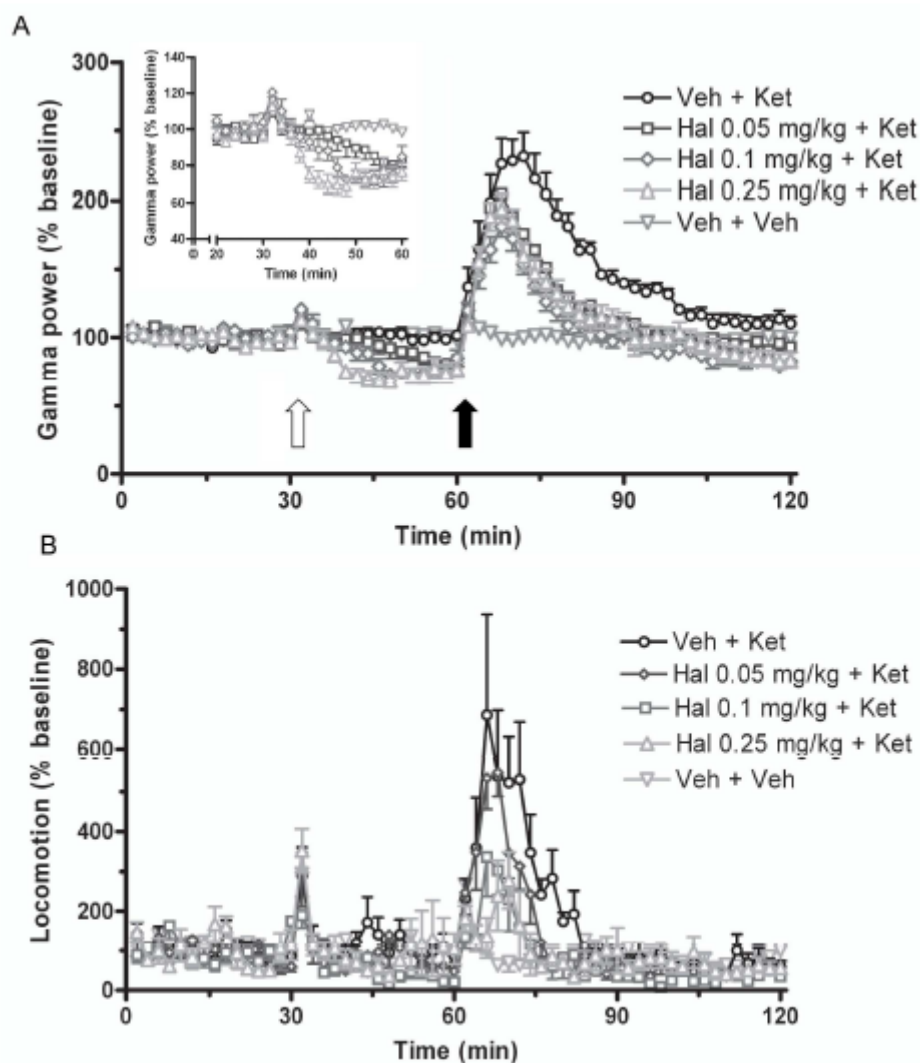 A
Gamma power (% baseline)
250
200
150
100
50
0
0
30
60
90
120
Time (min)
Gamma power (% baseline)
140
120
100
80
60
40
0
20
30
40
50
60
Time (min)
Veh + Ket
Hal 0.05 mg/kg + Ket
Hal 0.1 mg/kg + Ket
Hal 0.25 mg/kg + Ket
Veh + Veh
B
Locomotion (% baseline)
1000
800
600
400
200
0
0
30
60
90
120
Time (min)
Veh + Ket
Hal 0.05 mg/kg + Ket
Hal 0.1 mg/kg + Ket
Hal 0.25 mg/kg + Ket
Veh + Veh